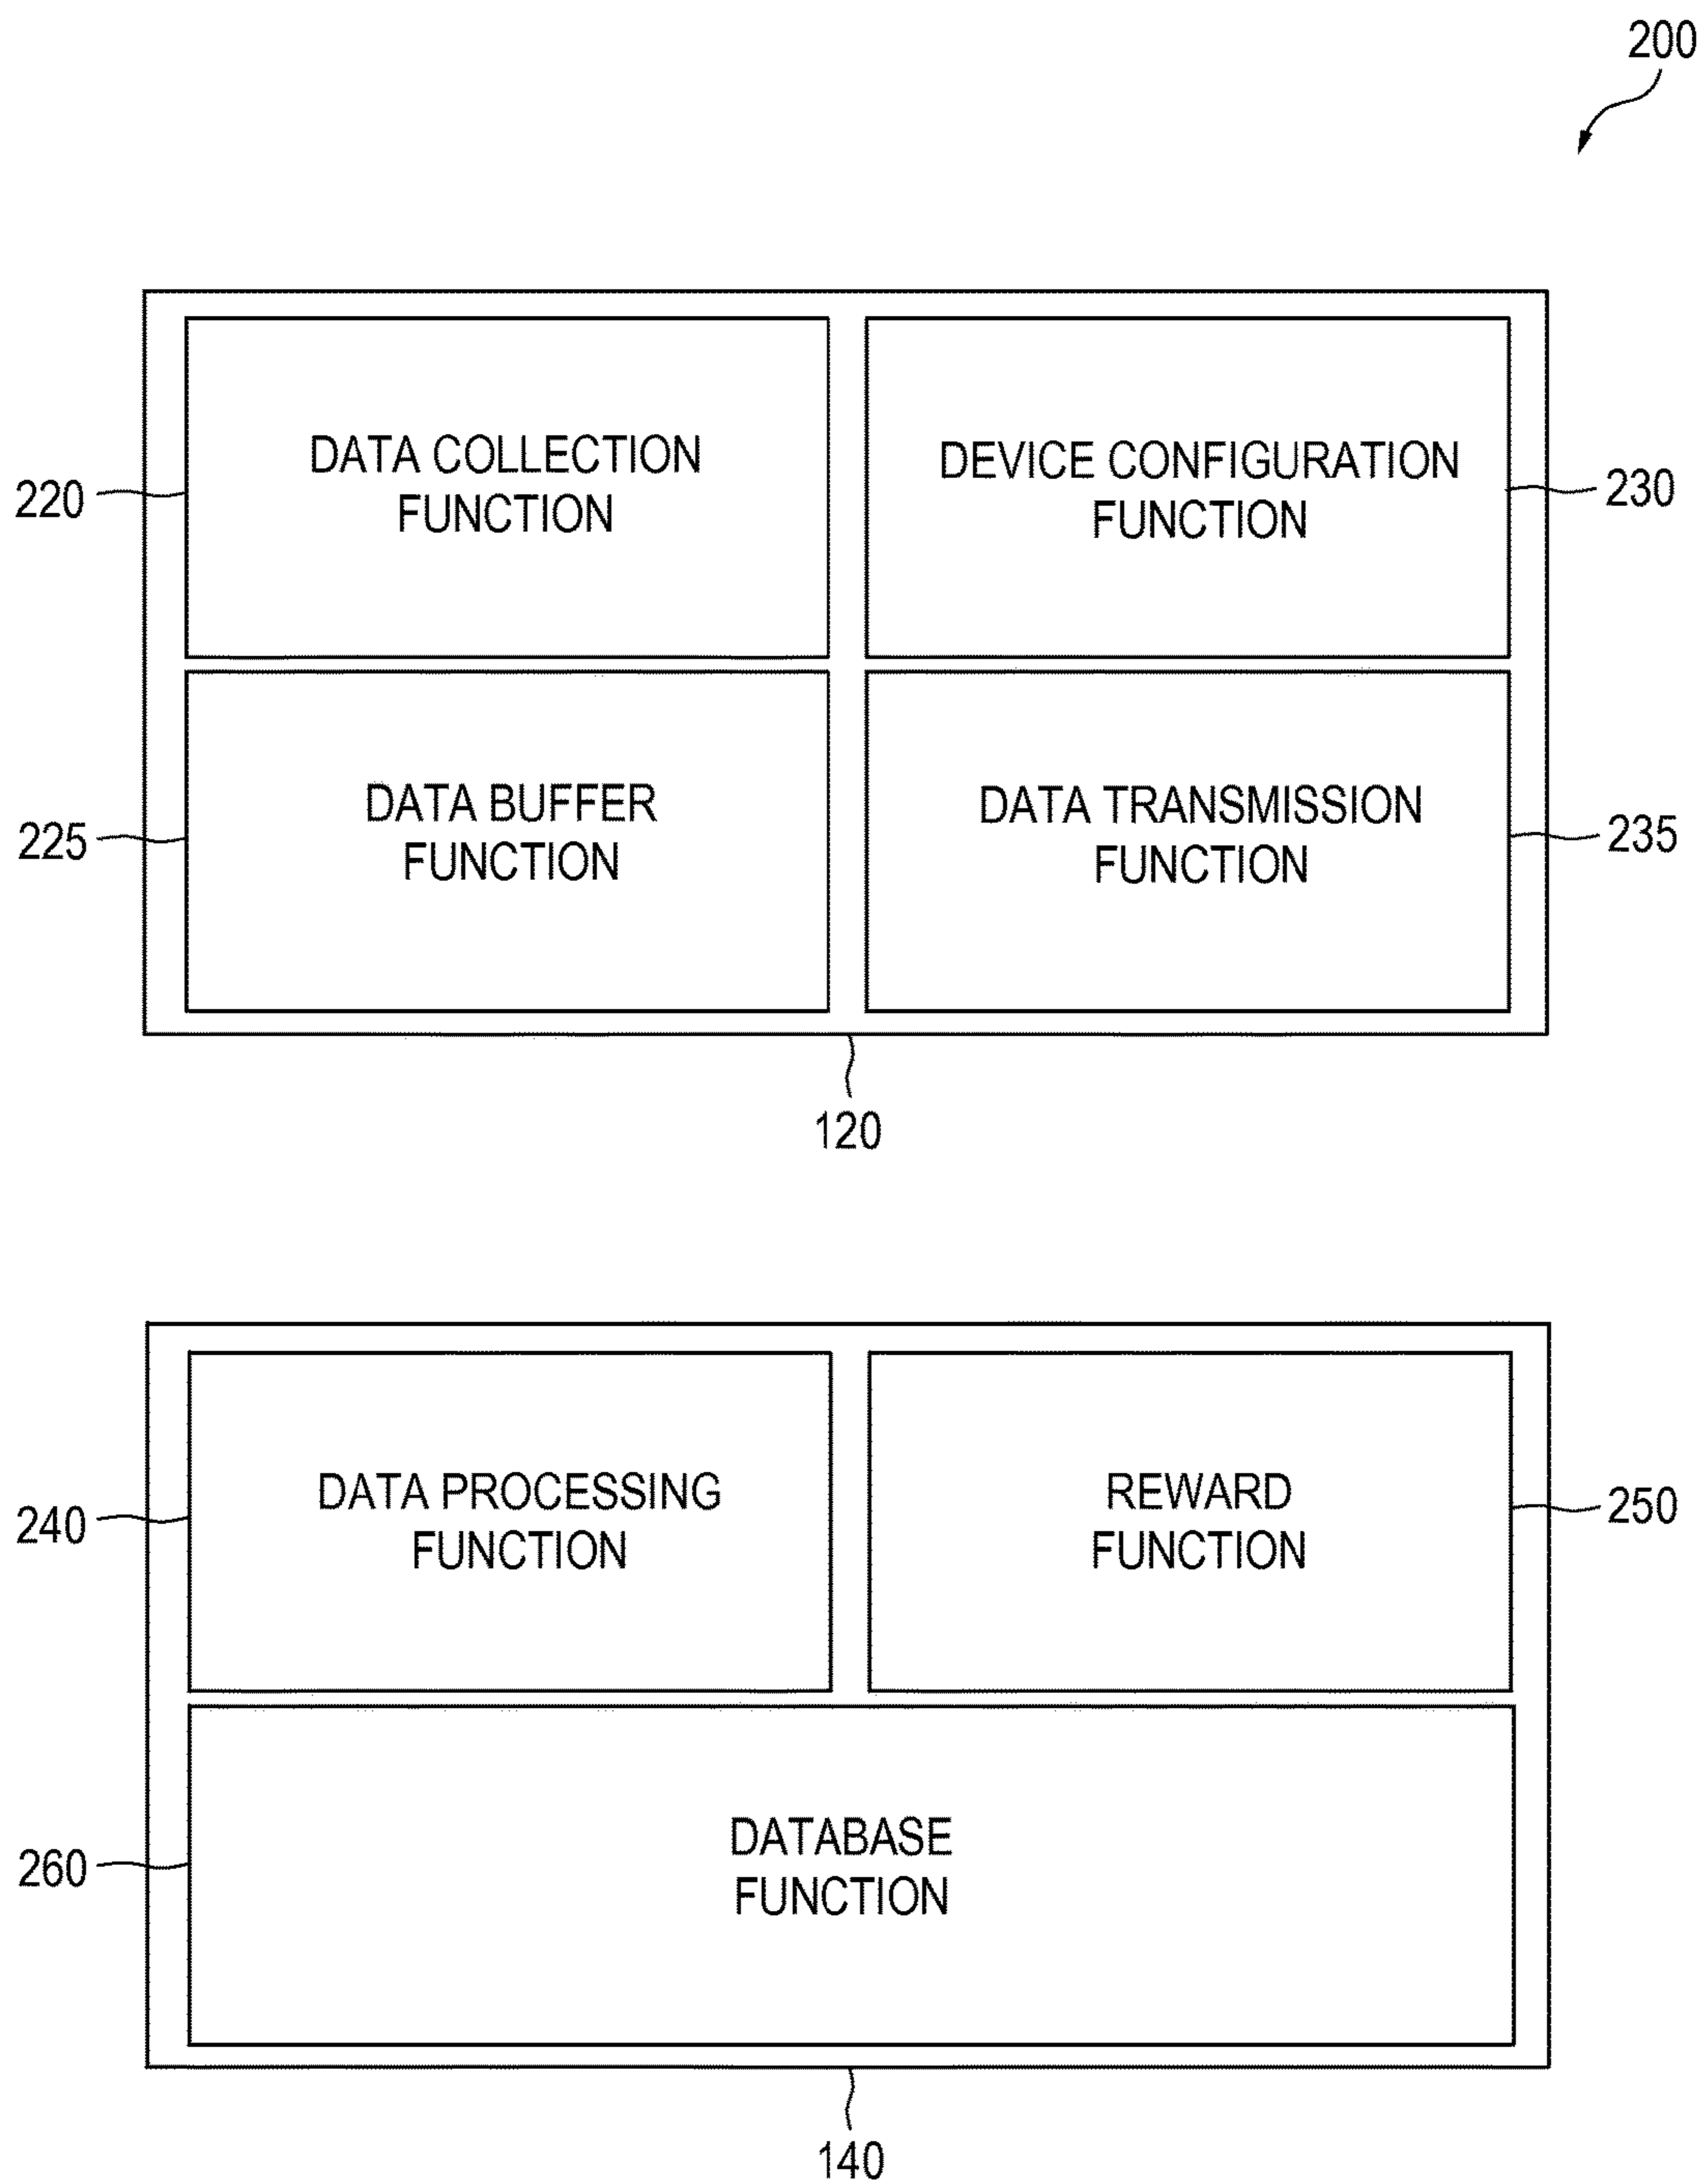 200
DATA COLLECTION
FUNCTION
220
DEVICE CONFIGURATION
FUNCTION
230
DATA BUFFER
FUNCTION
225
DATA TRANSMISSION
FUNCTION
235
120
DATA PROCESSING
FUNCTION
240
REWARD
FUNCTION
250
DATABASE
FUNCTION
260
140